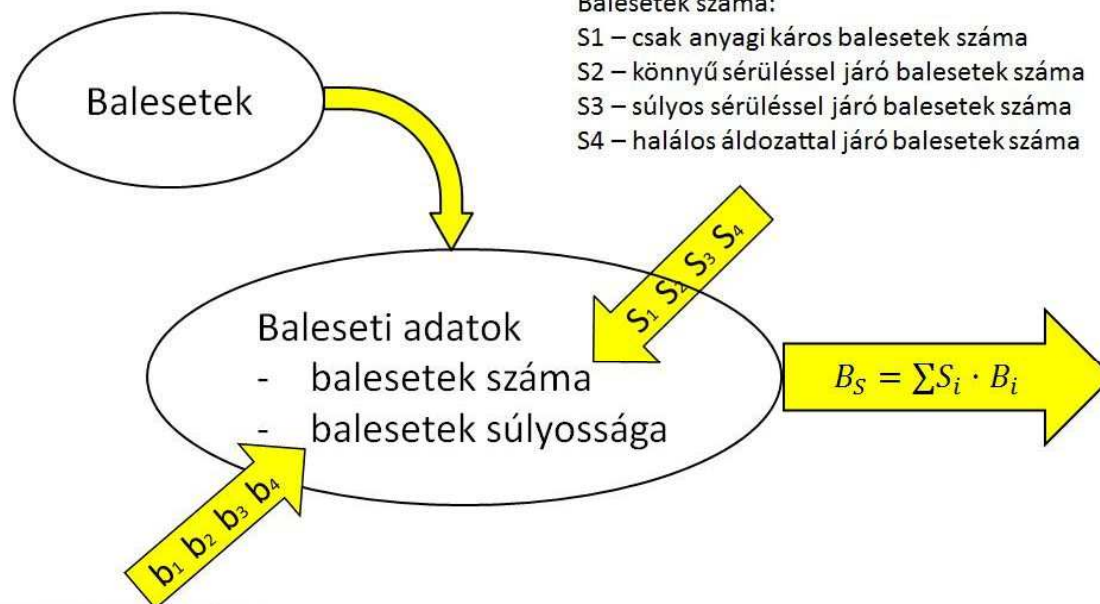 Balesetek száma:
S1 – csak anyagi káros balesetek száma
S2 – könnyű sérüléssel járó balesetek száma
S3 – súlyos sérüléssel járó balesetek száma
S4 – halálos áldozattal járó balesetek száma
Balesetek
S₁ S₂ S₃ S₄
Baleseti adatok
- balesetek száma
- balesetek súlyossága
B_S = ∑S_i · B_i
b₁ b₂ b₃ b₄